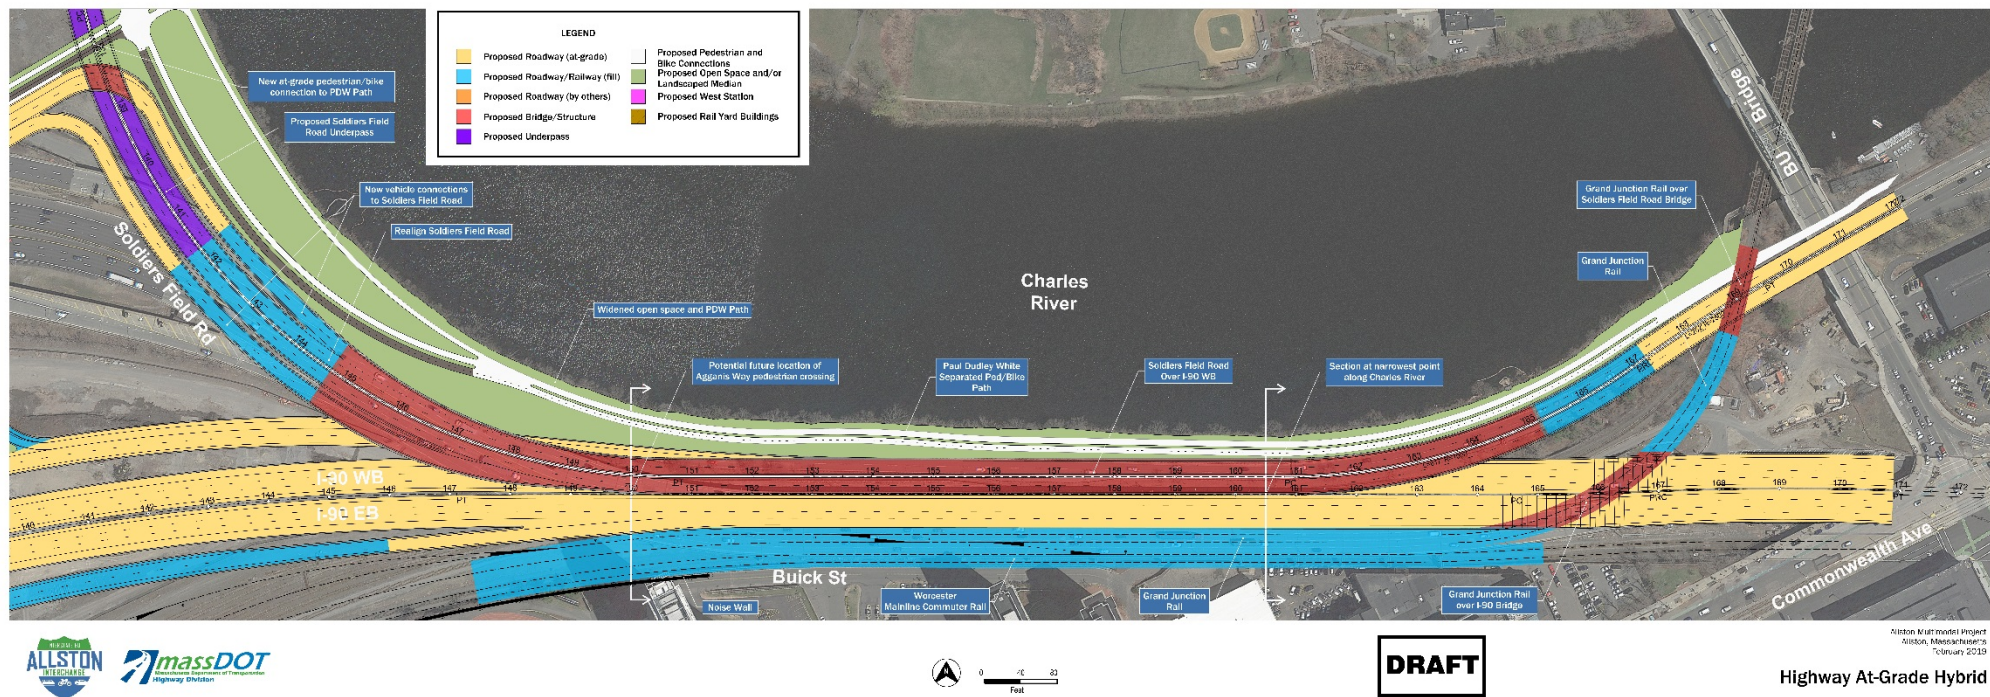 LEGEND
Proposed Roadway (at-grade)
Proposed Roadway/Railway (fill)
Proposed Roadway (by others)
Proposed Bridge/Structure
Proposed Underpass
Proposed Pedestrian and
Bike Connections
Proposed Open Space and/or
Landscaped Median
Proposed West Station
Proposed Rail Yard Buildings
New at-grade pedestrian/bike
connection to PDW Path
Proposed Soldiers Field
Road Underpass
New vehicle connections
to Soldiers Field Road
Realign Soldiers Field Road
Soldiers Field Rd
Widened open space and PDW Path
Charles
River
BU
Bridge
Grand Junction Rail over
Soldiers Field Road Bridge
Grand Junction
Rail
Potential future location of
Agganis Way pedestrian crossing
Paul Dudley White
Separated Ped/Bike
Path
Soldiers Field Road
Over I-90 WB
Section at narrowest point
along Charles River
I-90 WB
I-90 EB
Buick St
Noise Wall
Worcester
Mainline Commuter Rail
Grand Junction
Rail
Grand Junction Rail
over I-90 Bridge
Commonwealth Ave
ALLSTON
INTERCHANGE
massDOT
Massachusetts Department of Transportation
Highway Division
N
0 40 80
Feet
DRAFT
Allston Multimodal Project
Allston, Massachusetts
February 2019
Highway At-Grade Hybrid